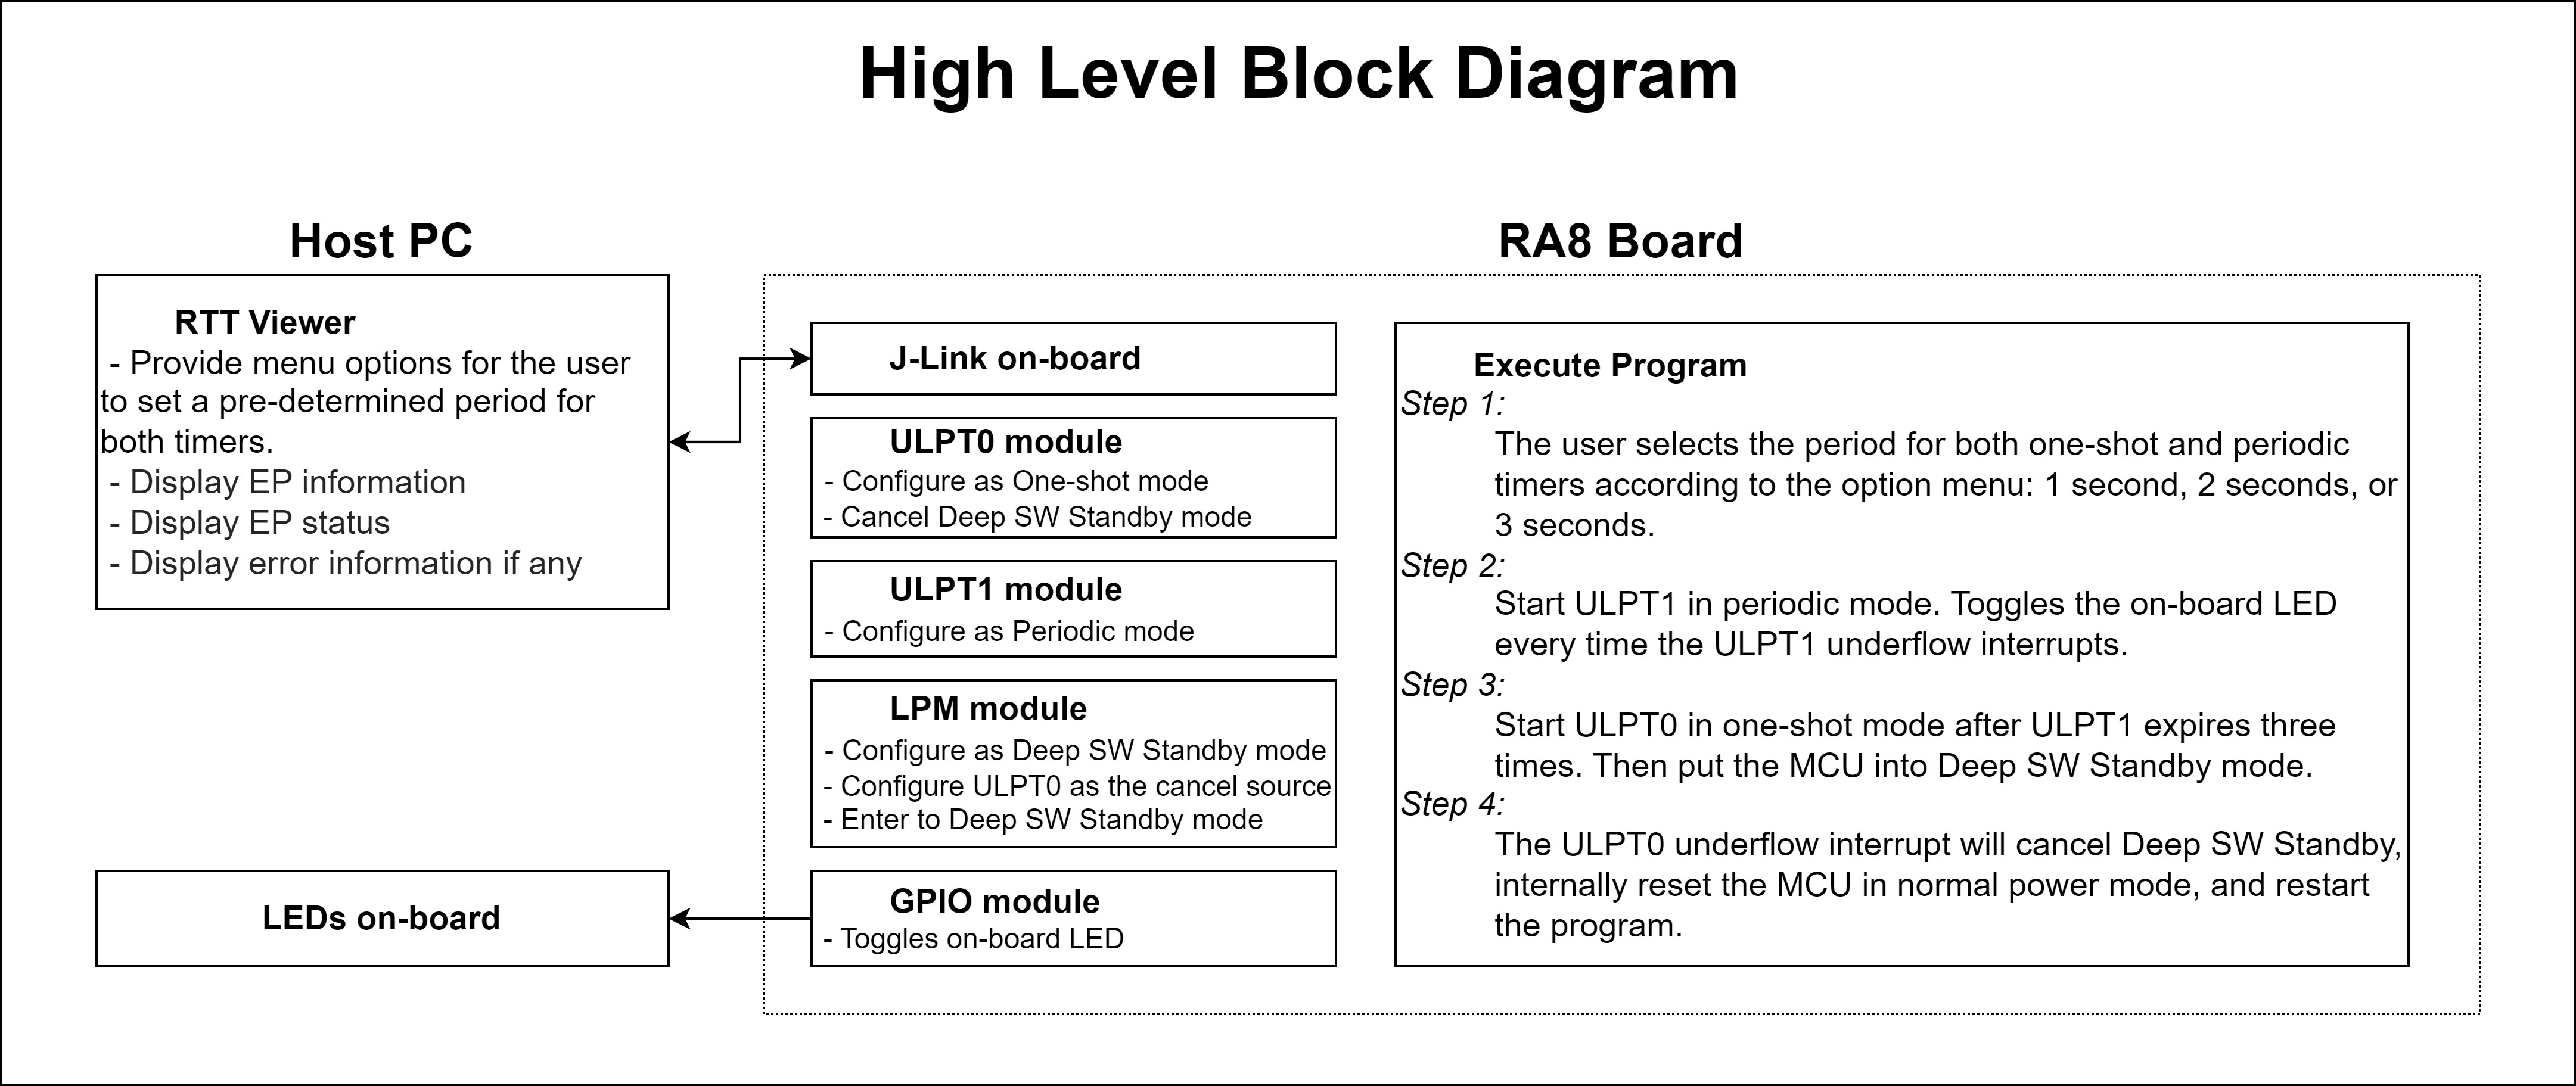 High Level Block Diagram
Host PC
RTT Viewer
- Provide menu options for the user
to set a pre-determined period for
both timers.
- Display EP information
- Display EP status
- Display error information if any
LEDs on-board
RA8 Board
J-Link on-board
ULPT0 module
- Configure as One-shot mode
- Cancel Deep SW Standby mode
ULPT1 module
- Configure as Periodic mode
LPM module
- Configure as Deep SW Standby mode
- Configure ULPT0 as the cancel source
- Enter to Deep SW Standby mode
GPIO module
- Toggles on-board LED
Execute Program
Step 1:
The user selects the period for both one-shot and periodic
timers according to the option menu: 1 second, 2 seconds, or
3 seconds.
Step 2:
Start ULPT1 in periodic mode. Toggles the on-board LED
every time the ULPT1 underflow interrupts.
Step 3:
Start ULPT0 in one-shot mode after ULPT1 expires three
times. Then put the MCU into Deep SW Standby mode.
Step 4:
The ULPT0 underflow interrupt will cancel Deep SW Standby,
internally reset the MCU in normal power mode, and restart
the program.